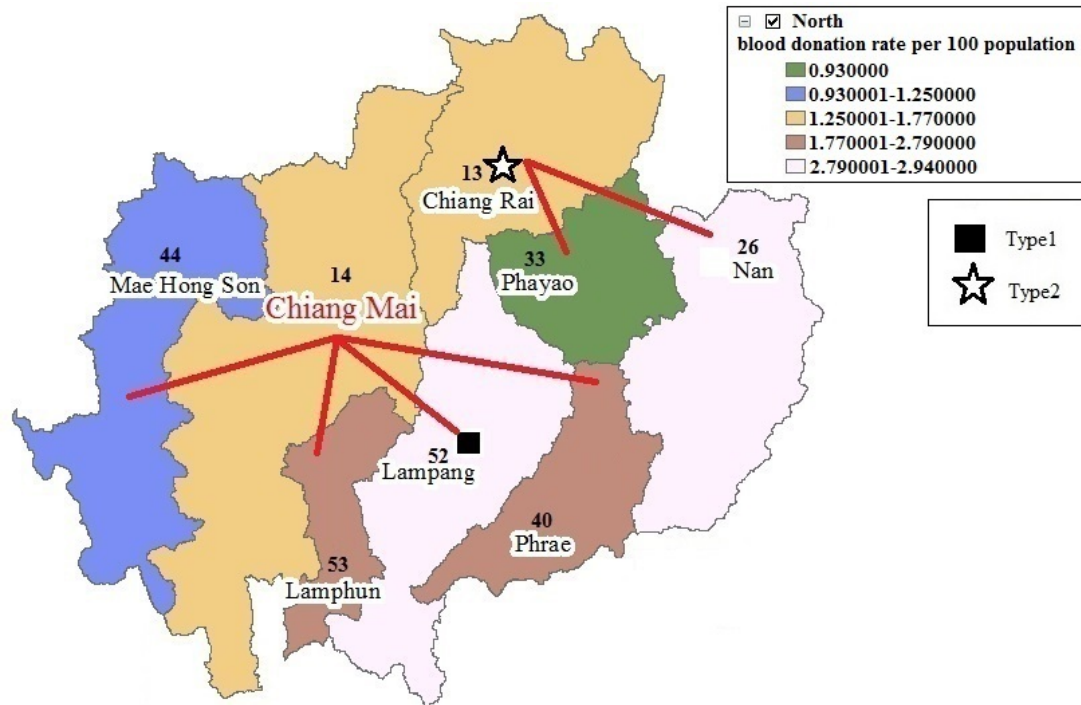 North
blood donation rate per 100 population
0.930000
0.930001-1.250000
1.250001-1.770000
1.770001-2.790000
2.790001-2.940000
Type1
Type2
13
Chiang Rai
44
Mae Hong Son
14
Chiang Mai
33
Phayao
26
Nan
52
Lampang
40
Phrae
53
Lamphun